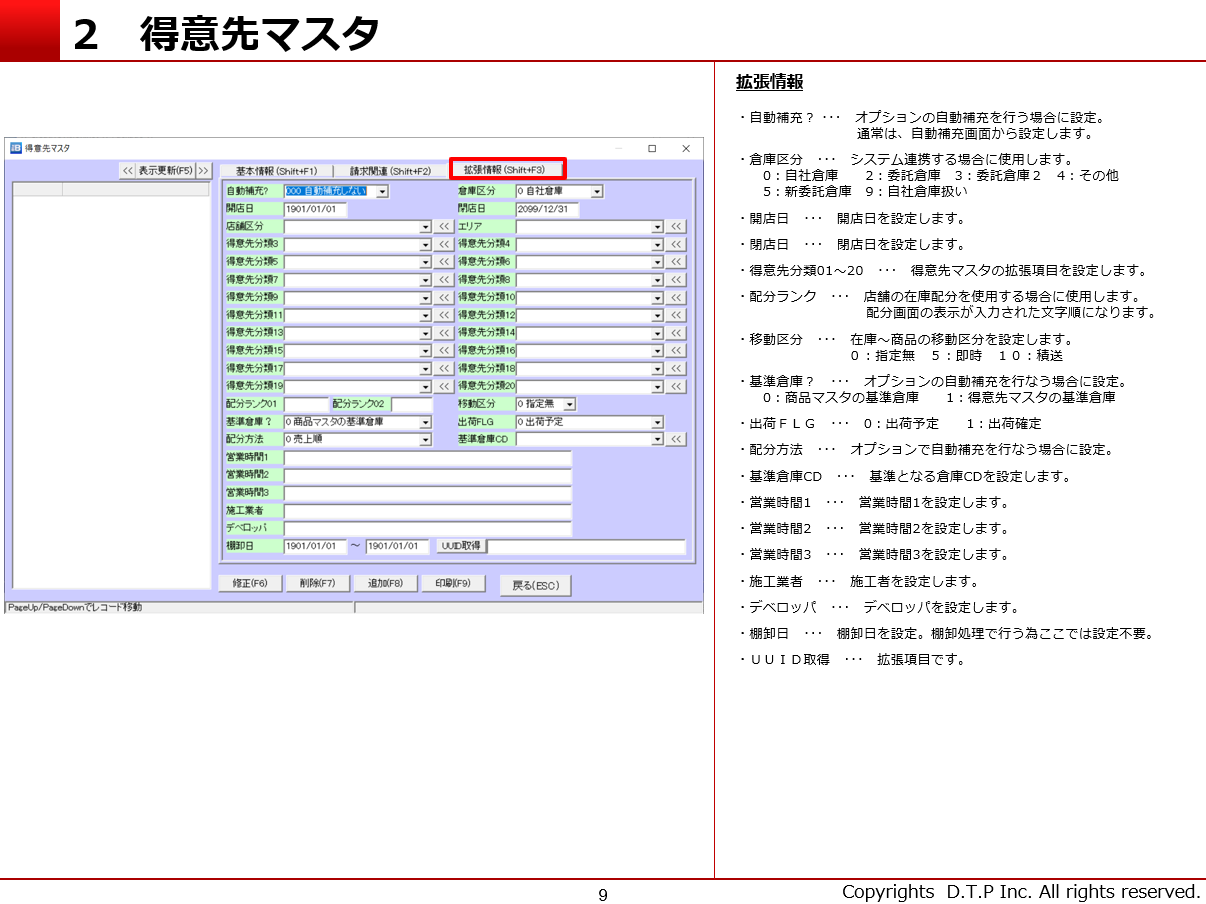 2　得意先マスタ
得意先マスタ
<< 表示更新(F5) >>
基本情報(Shift+F1) 請求関連(Shift+F2) 拡張情報(Shift+F3)
自動補充? 000 自動補充しない 倉庫区分 0 自社倉庫
開店日 1901/01/01 閉店日 2099/12/31
店舗区分 << エリア <<
得意先分類3 << 得意先分類4 <<
得意先分類5 << 得意先分類6 <<
得意先分類7 << 得意先分類8 <<
得意先分類9 << 得意先分類10 <<
得意先分類11 << 得意先分類12 <<
得意先分類13 << 得意先分類14 <<
得意先分類15 << 得意先分類16 <<
得意先分類17 << 得意先分類18 <<
得意先分類19 << 得意先分類20 <<
配分ランク01 配分ランク02 移動区分 0 指定無
基準倉庫？ 0 商品マスタの基準倉庫 出荷FLG 0 出荷予定
配分方法 0 売上順 基準倉庫CD <<
営業時間1
営業時間2
営業時間3
施工業者
デベロッパ
棚卸日 1901/01/01 ～ 1901/01/01 UUID取得
修正(F6) 削除(F7) 追加(F8) 印刷(F9) 戻る(ESC)
PageUp/PageDownでレコード移動
拡張情報
・自動補充？ ･･･　オプションの自動補充を行う場合に設定。
通常は、自動補充画面から設定します。
・倉庫区分　･･･　システム連携する場合に使用します。
0：自社倉庫　　2：委託倉庫　3：委託倉庫２　4：その他
5：新委託倉庫　9：自社倉庫扱い
・開店日　･･･　開店日を設定します。
・閉店日　･･･　閉店日を設定します。
・得意先分類01～20　･･･　得意先マスタの拡張項目を設定します。
・配分ランク　･･･　店舗の在庫配分を使用する場合に使用します。
配分画面の表示が入力された文字順になります。
・移動区分　･･･　在庫～商品の移動区分を設定します。
０：指定無　５：即時　１０：積送
・基準倉庫？　･･･　オプションの自動補充を行なう場合に設定。
0：商品マスタの基準倉庫　　1：得意先マスタの基準倉庫
・出荷ＦＬＧ　･･･　0：出荷予定　　1：出荷確定
・配分方法　･･･　オプションで自動補充を行なう場合に設定。
・基準倉庫CD　･･･　基準となる倉庫CDを設定します。
・営業時間1　･･･　営業時間1を設定します。
・営業時間2　･･･　営業時間2を設定します。
・営業時間3　･･･　営業時間3を設定します。
・施工業者　･･･　施工者を設定します。
・デベロッパ　･･･　デベロッパを設定します。
・棚卸日　･･･　棚卸日を設定。棚卸処理で行う為ここでは設定不要。
・ＵＵＩＤ取得　･･･　拡張項目です。
9
Copyrights D.T.P Inc. All rights reserved.